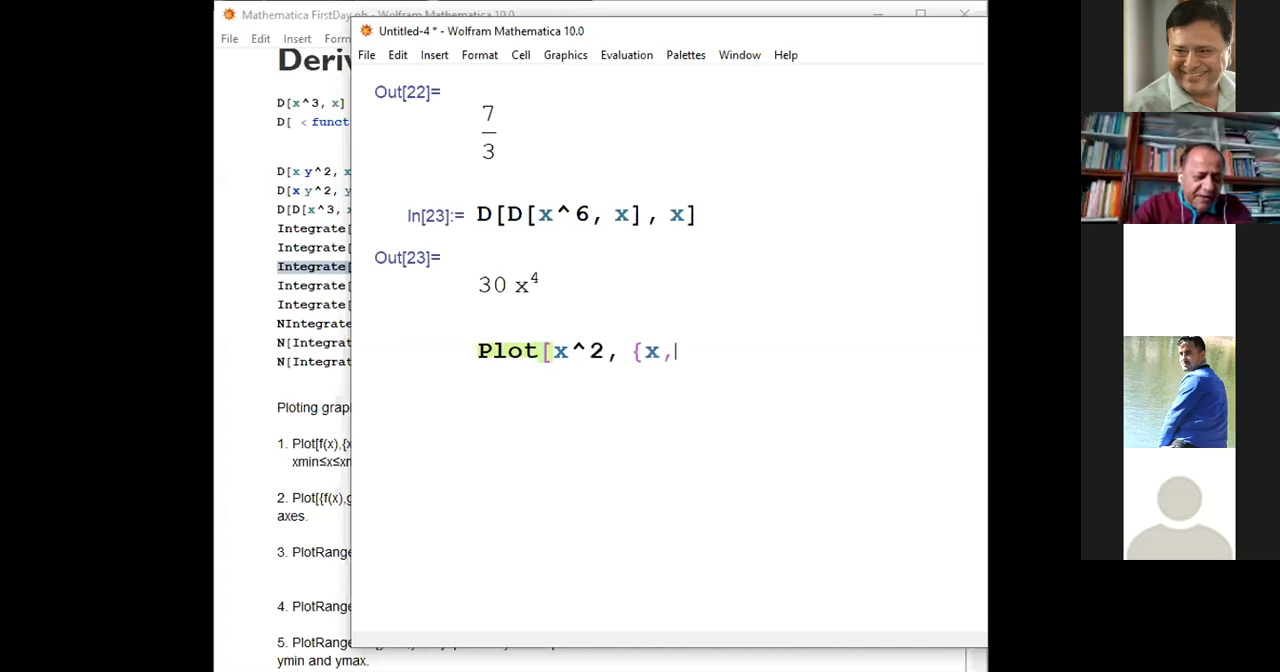 Mathematica FirstDay.nb - Wolfram Mathematica 10.0
File Edit Insert Form
Deriv
D[x^3, x]
D[ < funct
D[x y^2, x
D[x y^2, y
D[D[x^3, x
Integrate[
Integrate[
Integrate[
Integrate[
Integrate[
NIntegrate
N[Integrat
N[Integrat
Ploting grap
1. Plot[f(x),{x
xmin≤x≤xm
2. Plot[{f(x),g
axes.
3. PlotRange
4. PlotRange
5. PlotRange
ymin and ymax.
Untitled-4 * - Wolfram Mathematica 10.0
File Edit Insert Format Cell Graphics Evaluation Palettes Window Help
Out[22]=
7
3
In[23]:= D[D[x^6, x], x]
Out[23]=
30 x⁴
Plot[x^2, {x,